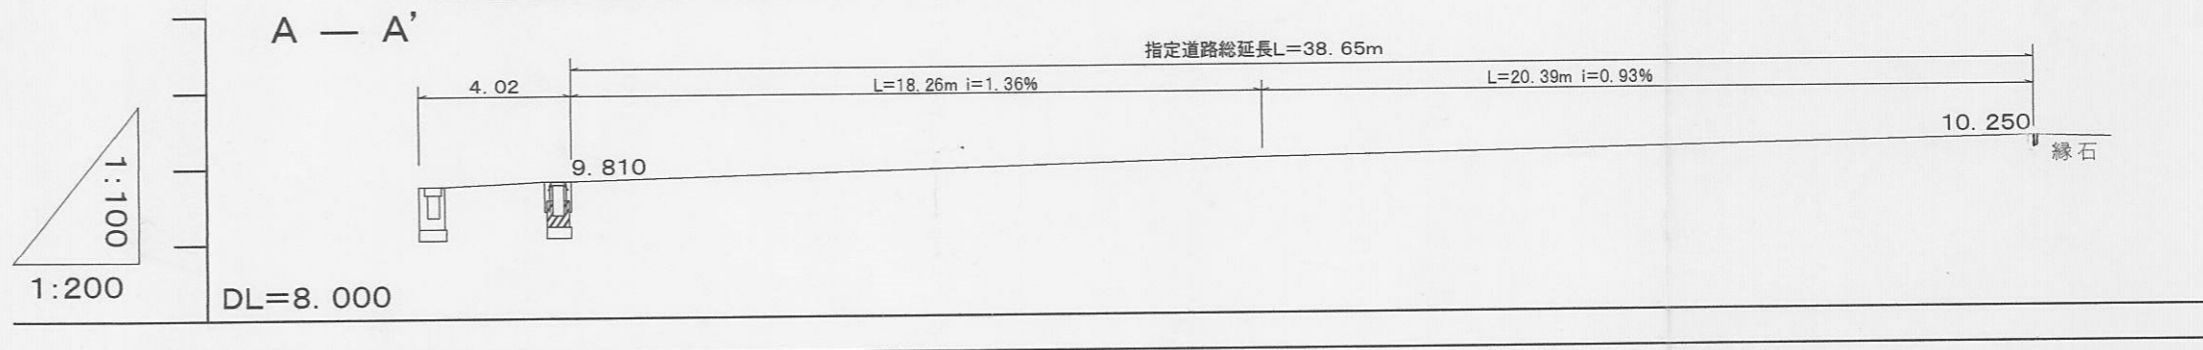 A — A’
指定道路総延長L=38. 65m
4. 02
L=18. 26m i=1. 36%
L=20. 39m i=0. 93%
10. 250
9. 810
縁石
1:100
1:200
DL=8. 000